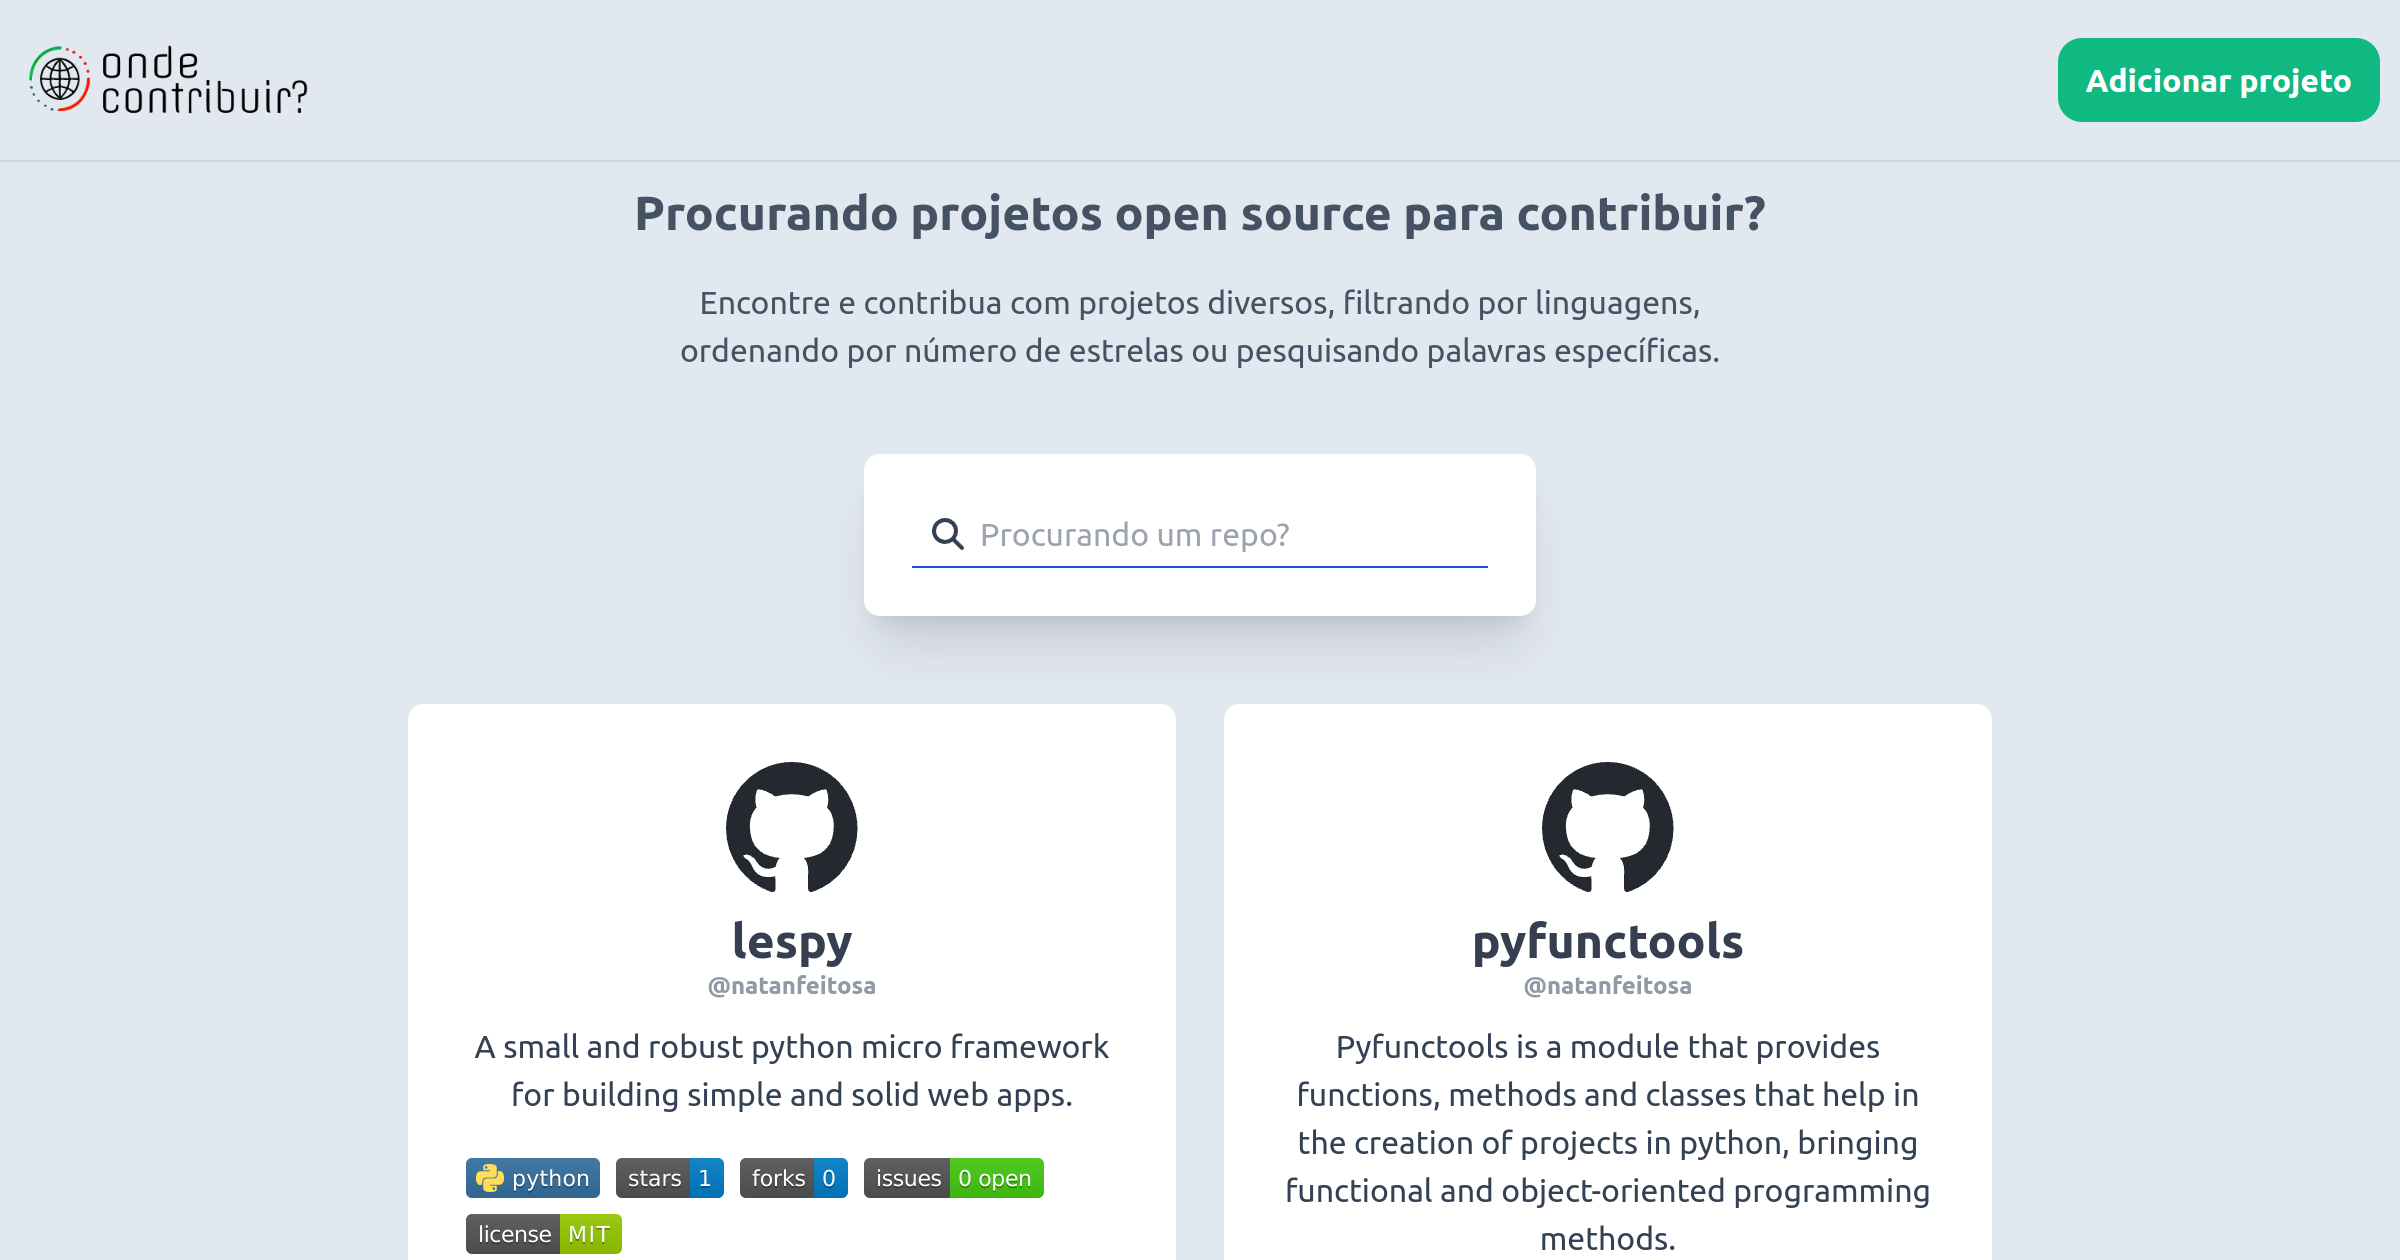 onde
contribuir?
Adicionar projeto
Procurando projetos open source para contribuir?
Encontre e contribua com projetos diversos, filtrando por linguagens,
ordenando por número de estrelas ou pesquisando palavras específicas.
Procurando um repo?
lespy
@natanfeitosa
A small and robust python micro framework
for building simple and solid web apps.
python stars 1 forks 0 issues 0 open
license MIT
pyfunctools
@natanfeitosa
Pyfunctools is a module that provides
functions, methods and classes that help in
the creation of projects in python, bringing
functional and object-oriented programming
methods.